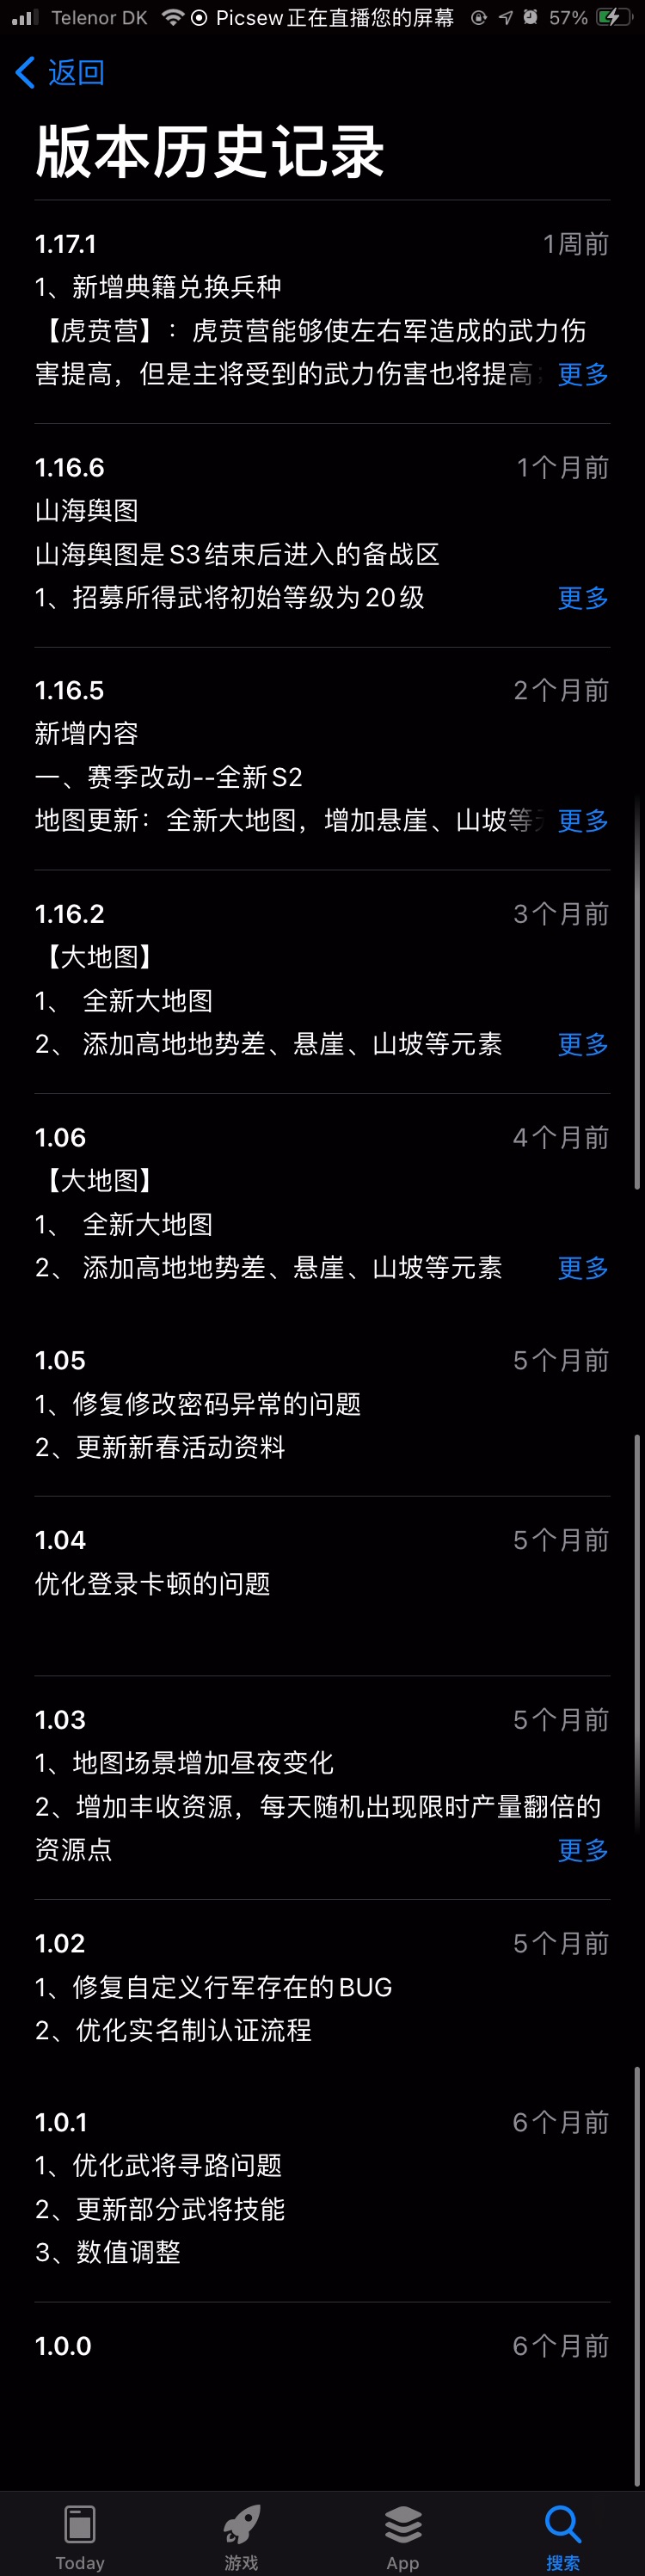 Telenor DK Picsew正在直播您的屏幕 57%
返回
版本历史记录
1.17.1 1周前
1、新增典籍兑换兵种
【虎贲营】：虎贲营能够使左右军造成的武力伤
害提高，但是主将受到的武力伤害也将提高； 更多
1.16.6 1个月前
山海舆图
山海舆图是S3结束后进入的备战区
1、招募所得武将初始等级为20级 更多
1.16.5 2个月前
新增内容
一、赛季改动--全新S2
地图更新：全新大地图，增加悬崖、山坡等 更多
1.16.2 3个月前
【大地图】
1、 全新大地图
2、 添加高地地势差、悬崖、山坡等元素 更多
1.06 4个月前
【大地图】
1、 全新大地图
2、 添加高地地势差、悬崖、山坡等元素 更多
1.05 5个月前
1、修复修改密码异常的问题
2、更新新春活动资料
1.04 5个月前
优化登录卡顿的问题
1.03 5个月前
1、地图场景增加昼夜变化
2、增加丰收资源，每天随机出现限时产量翻倍的
资源点 更多
1.02 5个月前
1、修复自定义行军存在的BUG
2、优化实名制认证流程
1.0.1 6个月前
1、优化武将寻路问题
2、更新部分武将技能
3、数值调整
1.0.0 6个月前
Today 游戏 App 搜索